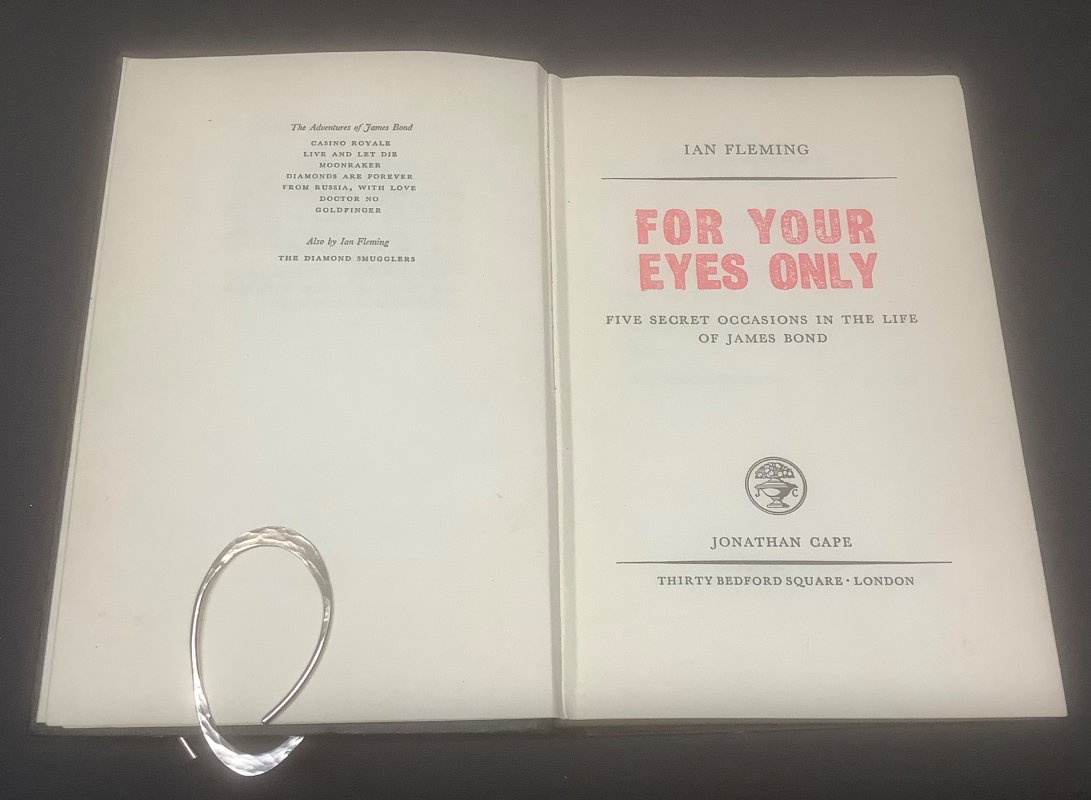 The Adventures of James Bond
CASINO ROYALE
LIVE AND LET DIE
MOONRAKER
DIAMONDS ARE FOREVER
FROM RUSSIA, WITH LOVE
DOCTOR NO
GOLDFINGER
Also by Ian Fleming
THE DIAMOND SMUGGLERS
IAN FLEMING
FOR YOUR
EYES ONLY
FIVE SECRET OCCASIONS IN THE LIFE
OF JAMES BOND
J C
JONATHAN CAPE
THIRTY BEDFORD SQUARE · LONDON